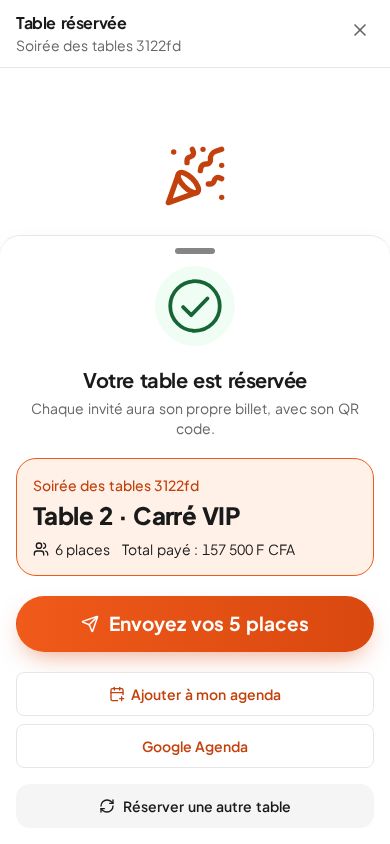 Table réservée
Soirée des tables 3122fd
Votre table est réservée
Chaque invité aura son propre billet, avec son QR
code.
Soirée des tables 3122fd
Table 2 · Carré VIP
6 places Total payé : 157 500 F CFA
Envoyez vos 5 places
Ajouter à mon agenda
Google Agenda
Réserver une autre table